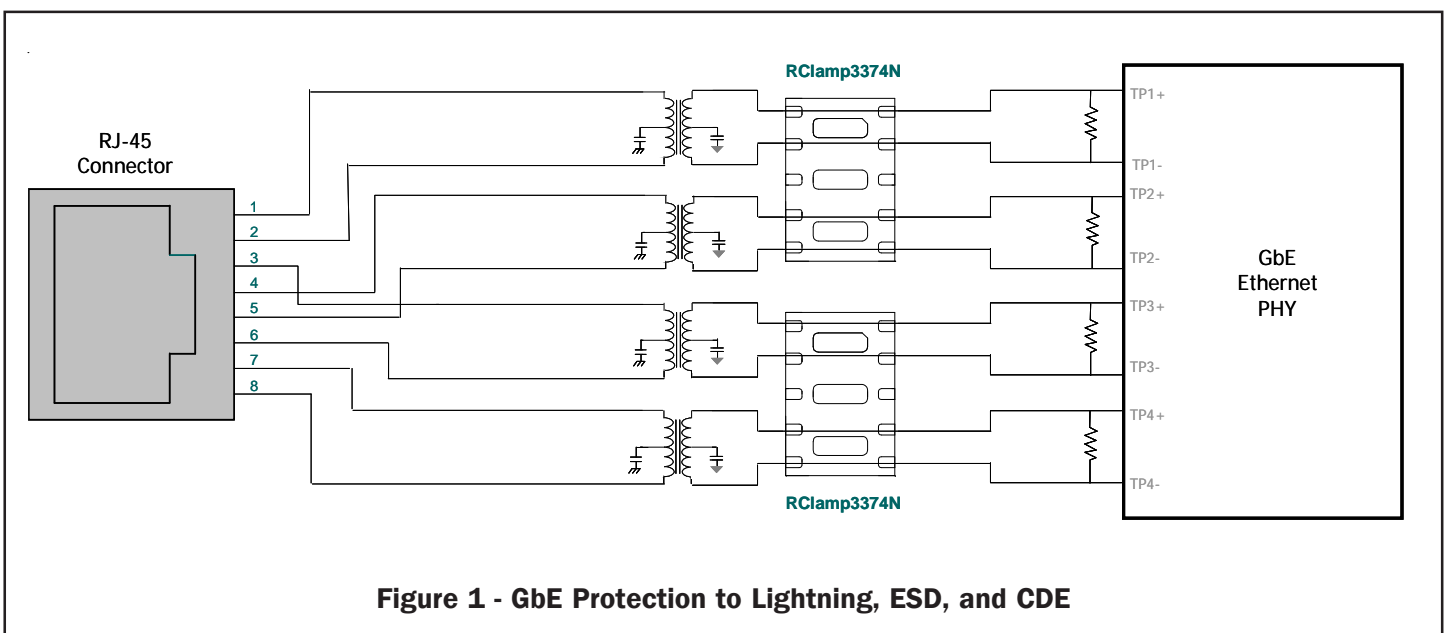 RClamp3374N
RJ-45
Connector
1
2
3
4
5
6
7
8
TP1+
TP1-
TP2+
TP2-
TP3+
TP3-
TP4+
TP4-
GbE
Ethernet
PHY
RClamp3374N
Figure 1 - GbE Protection to Lightning, ESD, and CDE